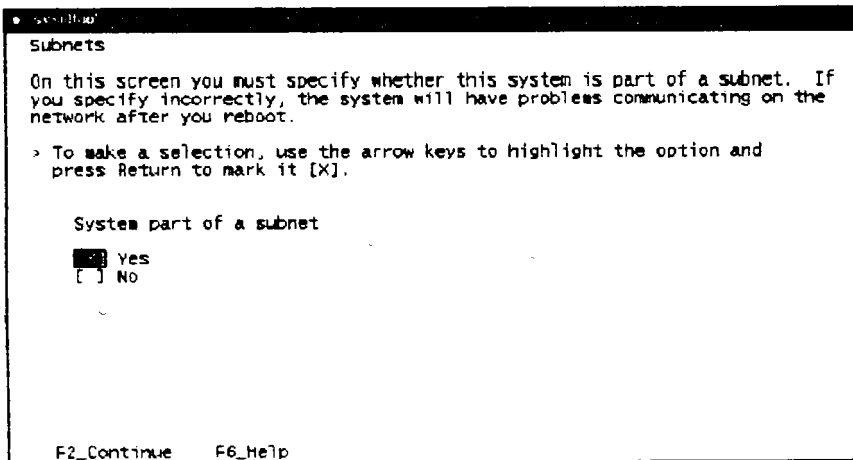 Subnets
On this screen you must specify whether this system is part of a subnet. If
you specify incorrectly, the system will have problems communicating on the
network after you reboot.
> To make a selection, use the arrow keys to highlight the option and
press Return to mark it [X].
System part of a subnet
Yes
[ ] No
F2_Continue F6_Help